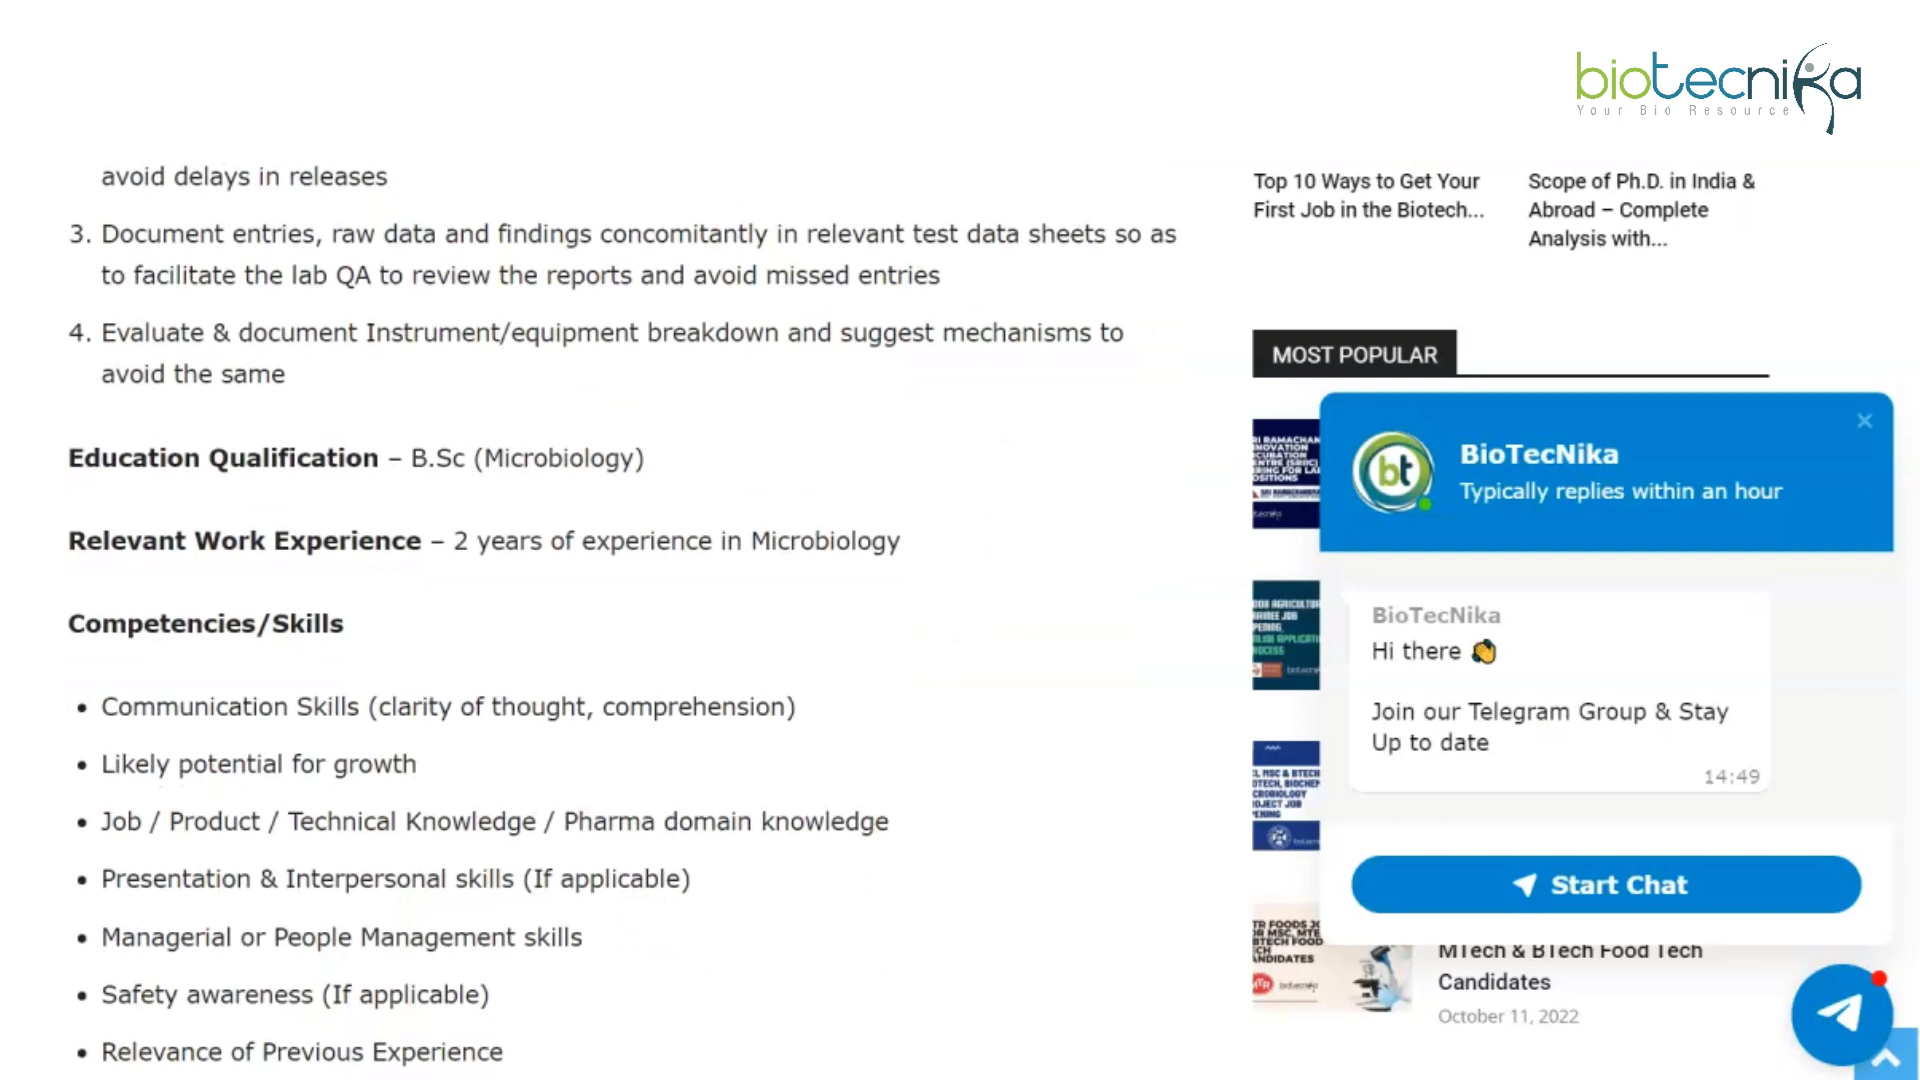 biotecnika
Your Bio Resource
avoid delays in releases
3. Document entries, raw data and findings concomitantly in relevant test data sheets so as
to facilitate the lab QA to review the reports and avoid missed entries
4. Evaluate & document Instrument/equipment breakdown and suggest mechanisms to
avoid the same
Education Qualification – B.Sc (Microbiology)
Relevant Work Experience – 2 years of experience in Microbiology
Competencies/Skills
• Communication Skills (clarity of thought, comprehension)
• Likely potential for growth
• Job / Product / Technical Knowledge / Pharma domain knowledge
• Presentation & Interpersonal skills (If applicable)
• Managerial or People Management skills
• Safety awareness (If applicable)
• Relevance of Previous Experience
Top 10 Ways to Get Your
First Job in the Biotech...
Scope of Ph.D. in India &
Abroad – Complete
Analysis with...
MOST POPULAR
bt
BioTecNika
Typically replies within an hour
BioTecNika
Hi there
Join our Telegram Group & Stay
Up to date
14:49
Start Chat
MTech & BTech Food Tech
Candidates
October 11, 2022